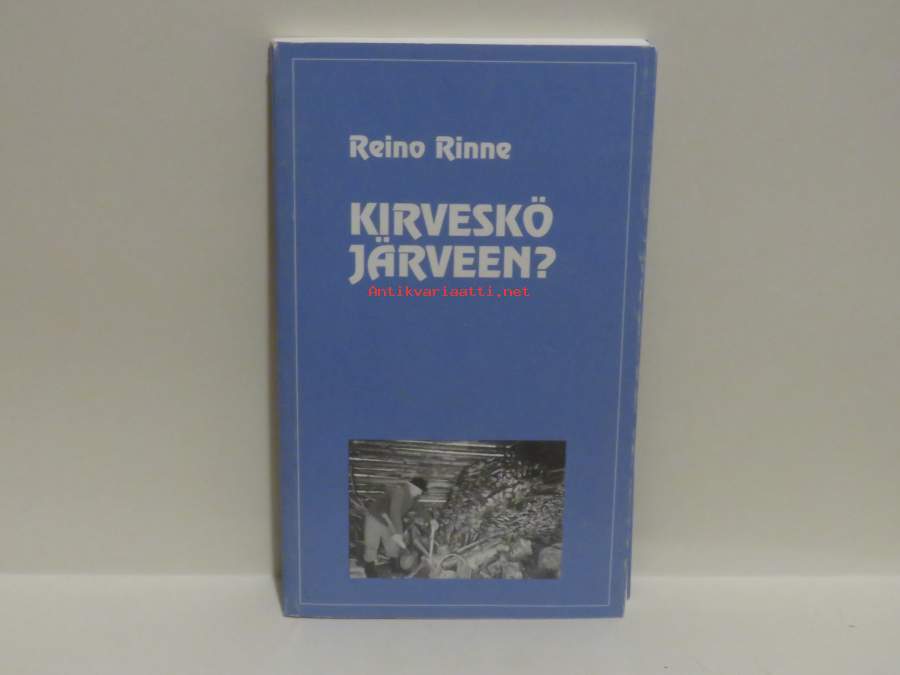 Reino Rinne
KIRVESKÖ
JÄRVEEN?
Antikvariaatti.net